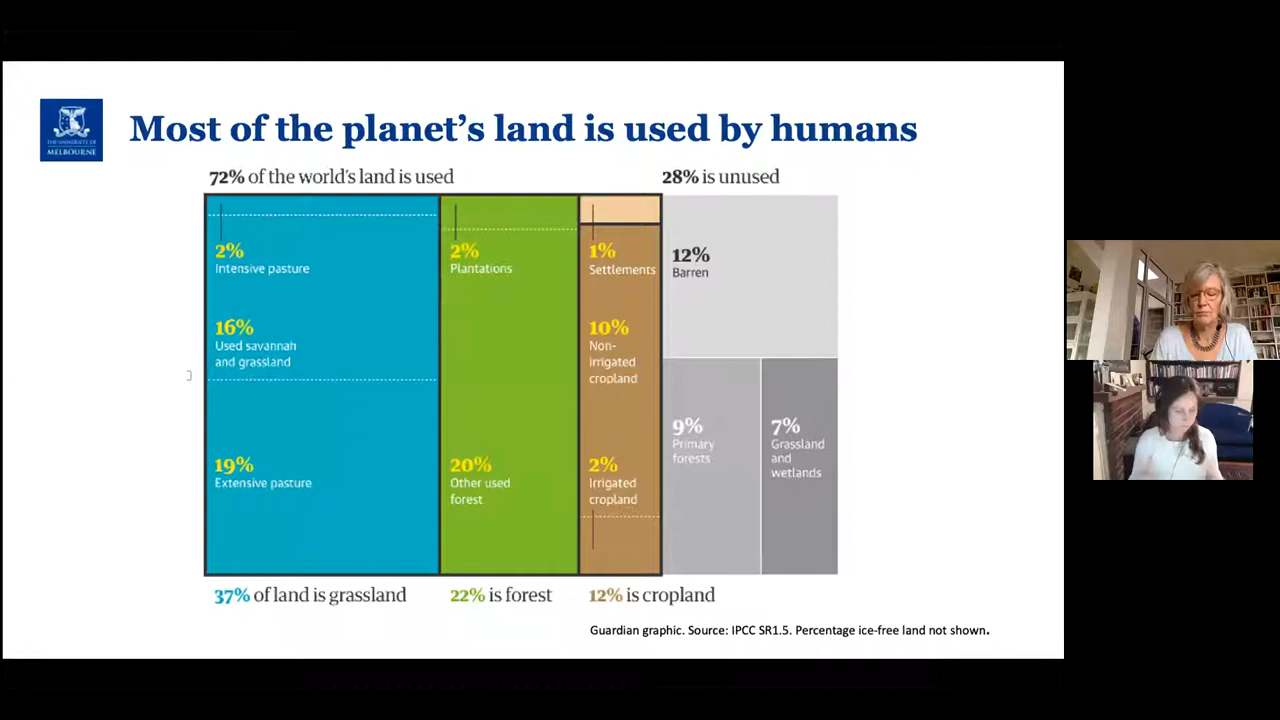 THE UNIVERSITY OF
MELBOURNE
Most of the planet's land is used by humans
72% of the world's land is used
28% is unused
2%
Intensive pasture
16%
Used savannah
and grassland
19%
Extensive pasture
2%
Plantations
20%
Other used
forest
1%
Settlements
10%
Non-
irrigated
cropland
2%
Irrigated
cropland
12%
Barren
9%
Primary
forests
7%
Grassland
and
wetlands
37% of land is grassland
22% is forest
12% is cropland
Guardian graphic. Source: IPCC SR1.5. Percentage ice-free land not shown.